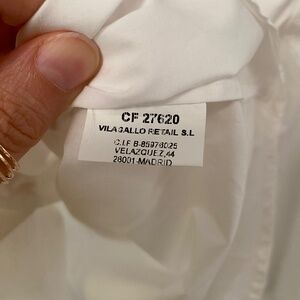 CF 27620
VILAGALLO RETAIL S.L
C.I.F B-85978025
VELAZQUEZ,44
28001-MADRID